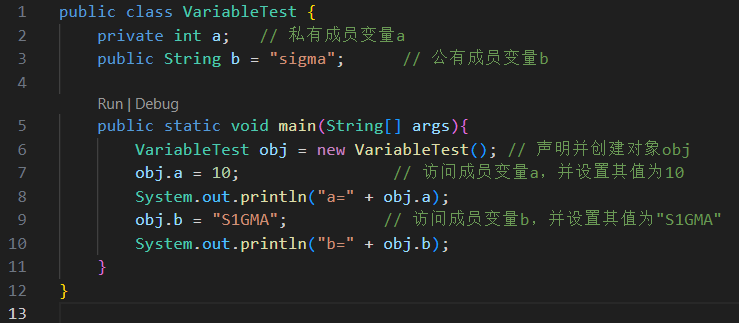 1 public class VariableTest {
2 private int a; // 私有成员变量a
3 public String b = "sigma"; // 公有成员变量b
4
Run | Debug
5 public static void main(String[] args){
6 VariableTest obj = new VariableTest(); // 声明并创建对象obj
7 obj.a = 10; // 访问成员变量a，并设置其值为10
8 System.out.println("a=" + obj.a);
9 obj.b = "S1GMA"; // 访问成员变量b，并设置其值为"S1GMA"
10 System.out.println("b=" + obj.b);
11 }
12 }
13